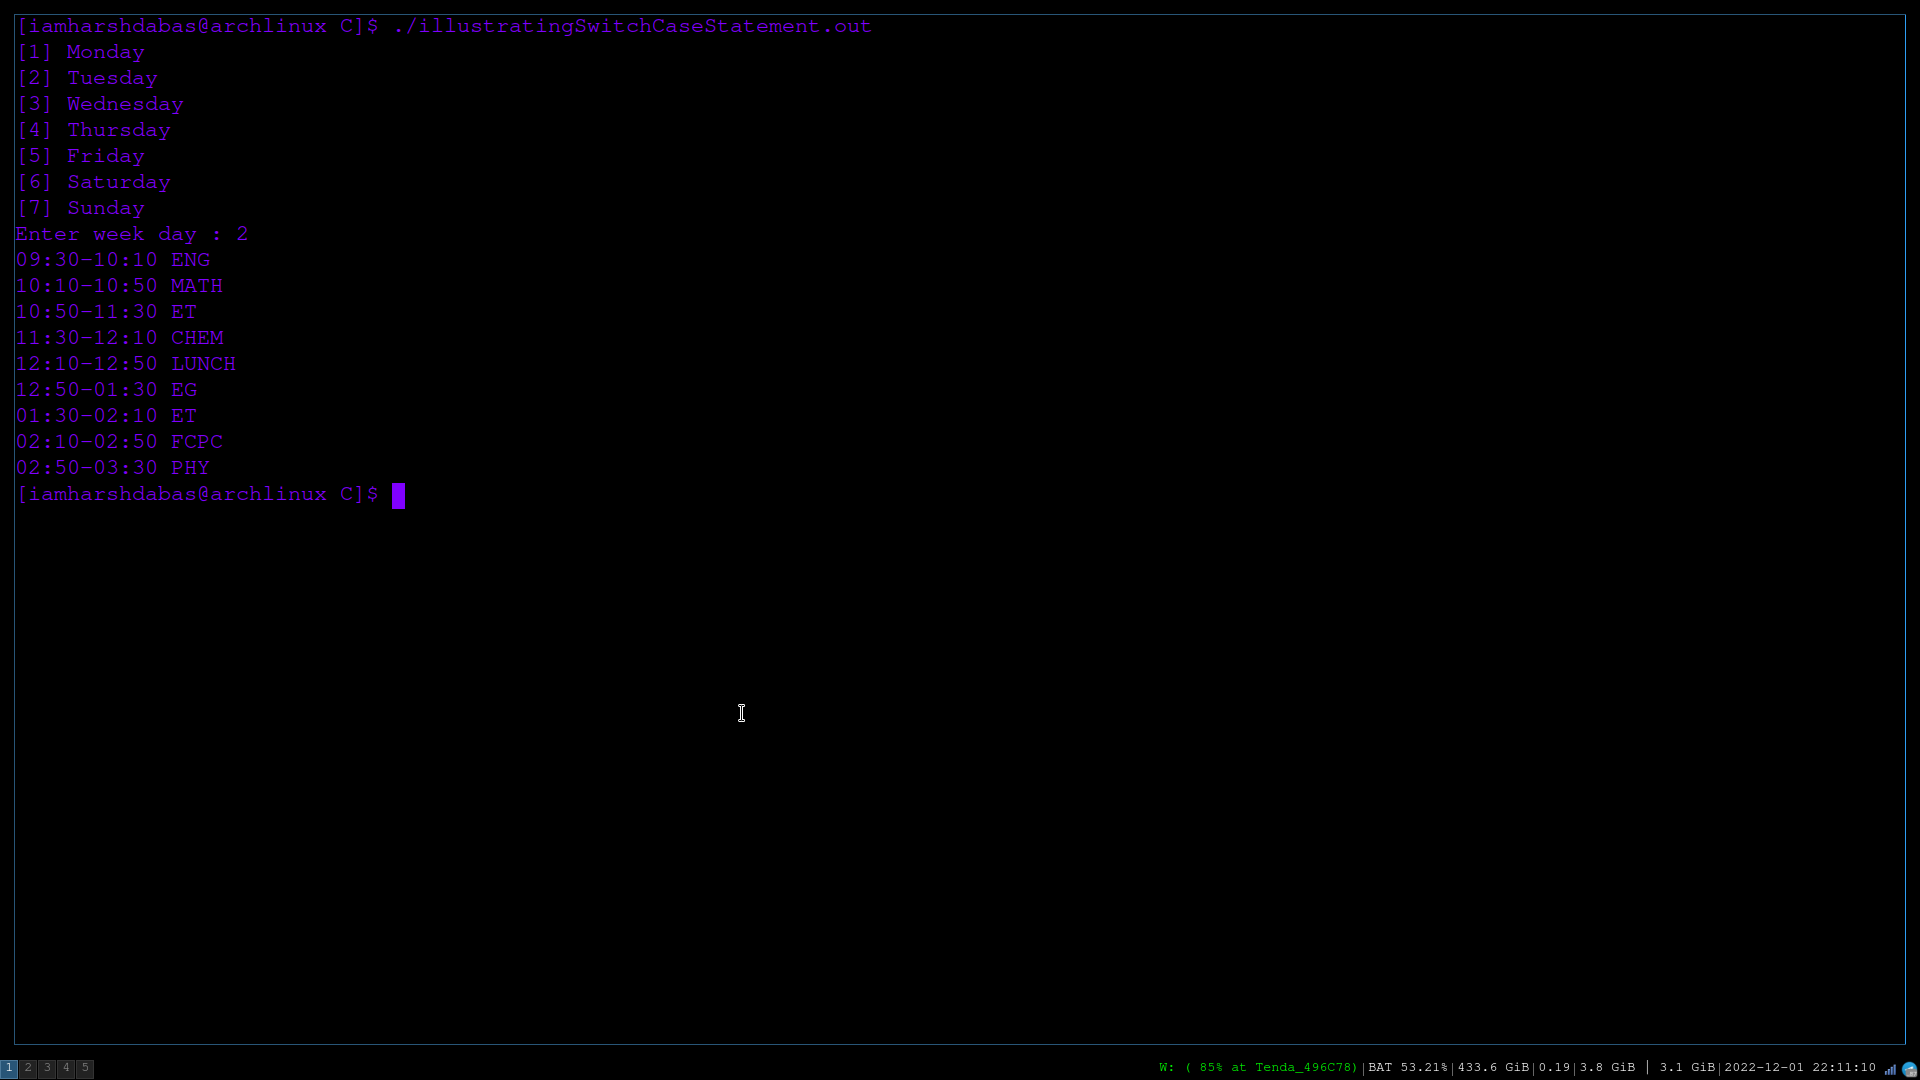 [iamharshdabas@archlinux C]$ ./illustratingSwitchCaseStatement.out
[1] Monday
[2] Tuesday
[3] Wednesday
[4] Thursday
[5] Friday
[6] Saturday
[7] Sunday
Enter week day : 2
09:30-10:10 ENG
10:10-10:50 MATH
10:50-11:30 ET
11:30-12:10 CHEM
12:10-12:50 LUNCH
12:50-01:30 EG
01:30-02:10 ET
02:10-02:50 FCPC
02:50-03:30 PHY
[iamharshdabas@archlinux C]$
1 2 3 4 5 W: ( 85% at Tenda_496C78)|BAT 53.21%|433.6 GiB|0.19|3.8 GiB | 3.1 GiB|2022-12-01 22:11:10